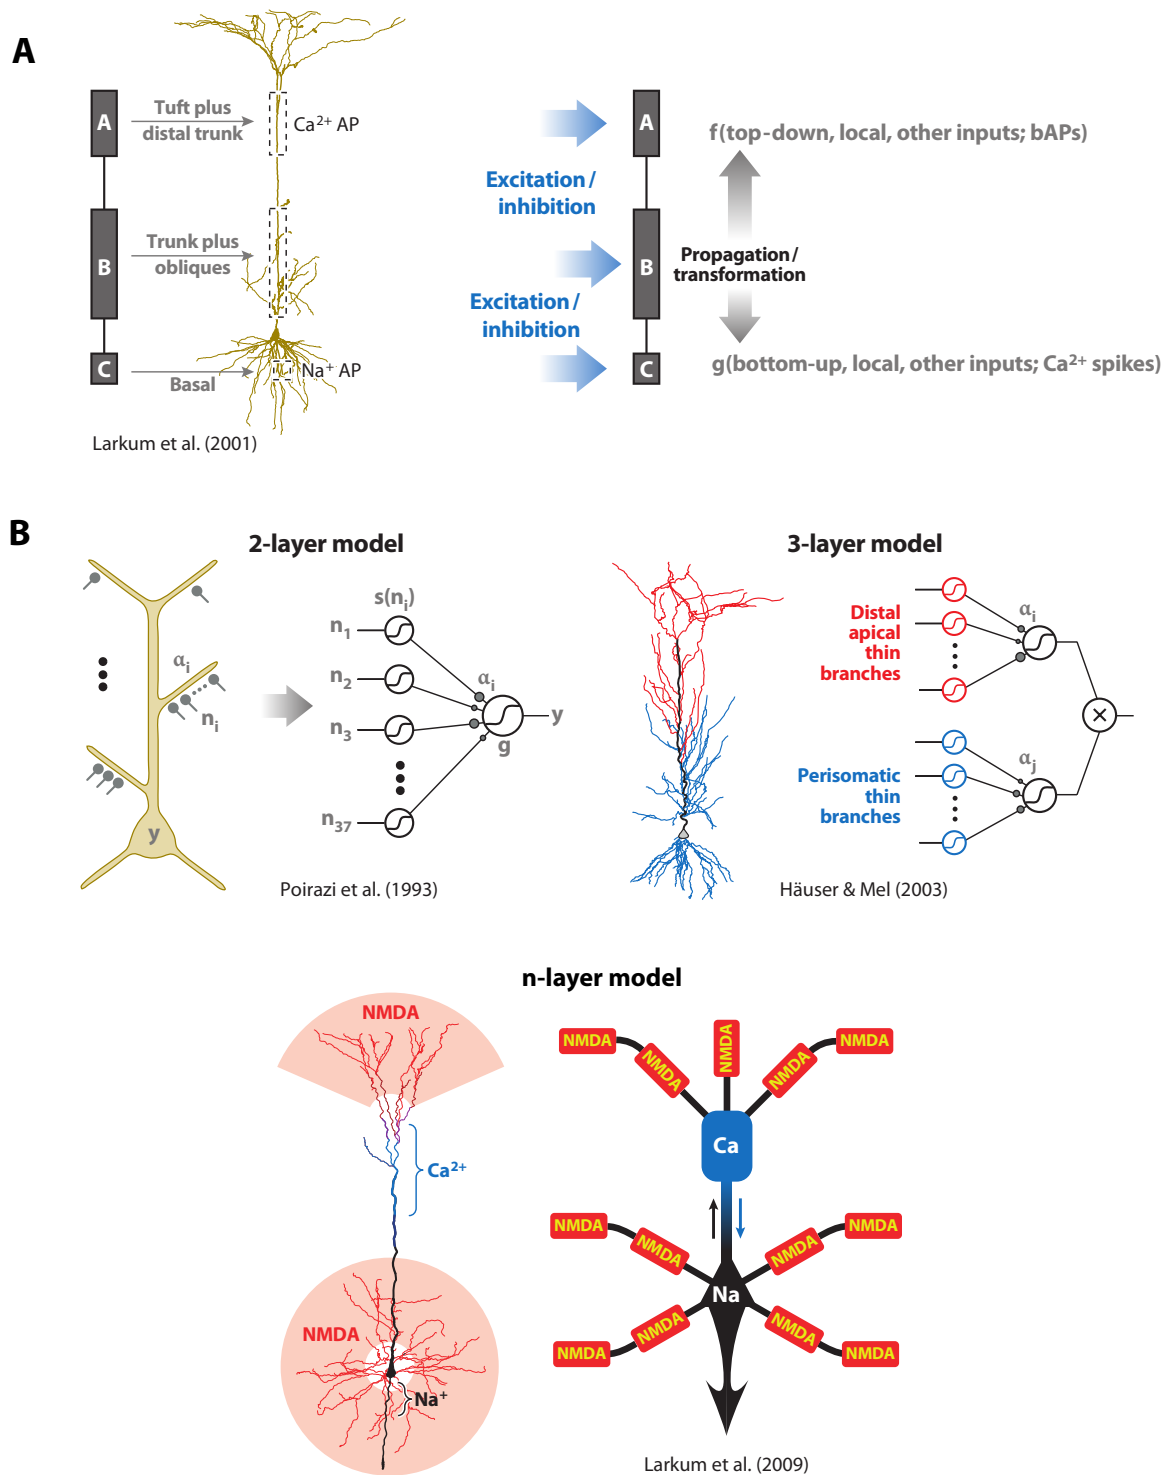 A
A
Tuft plus
distal trunk
Ca²⁺ AP
B
Trunk plus
obliques
C
Basal
Na⁺ AP
Larkum et al. (2001)
Excitation /
inhibition
Excitation /
inhibition
A
B
C
f(top-down, local, other inputs; bAPs)
Propagation/
transformation
g(bottom-up, local, other inputs; Ca²⁺ spikes)
B
2-layer model
αᵢ
nᵢ
y
s(nᵢ)
n₁
n₂
n₃
n₃₇
αᵢ
g
y
Poirazi et al. (1993)
3-layer model
Distal
apical
thin
branches
αᵢ
Perisomatic
thin
branches
αⱼ
×
Häuser & Mel (2003)
n-layer model
NMDA
Ca²⁺
NMDA
Na⁺
NMDA
NMDA
NMDA
NMDA
NMDA
Ca
NMDA
NMDA
NMDA
NMDA
Na
NMDA
NMDA
NMDA
NMDA
Larkum et al. (2009)